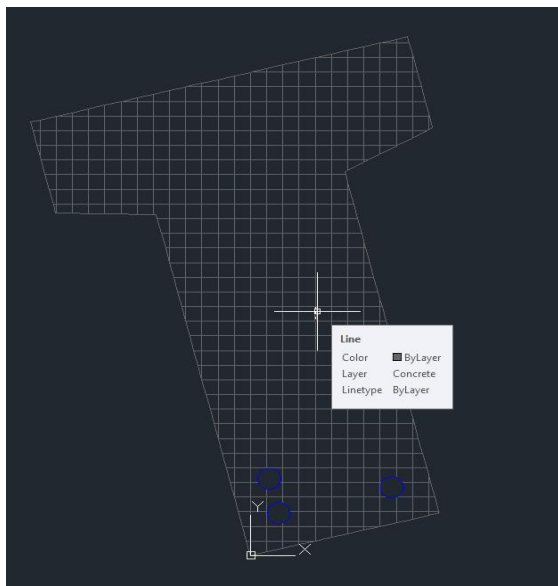 Line
Color ByLayer
Layer Concrete
Linetype ByLayer
Y
X